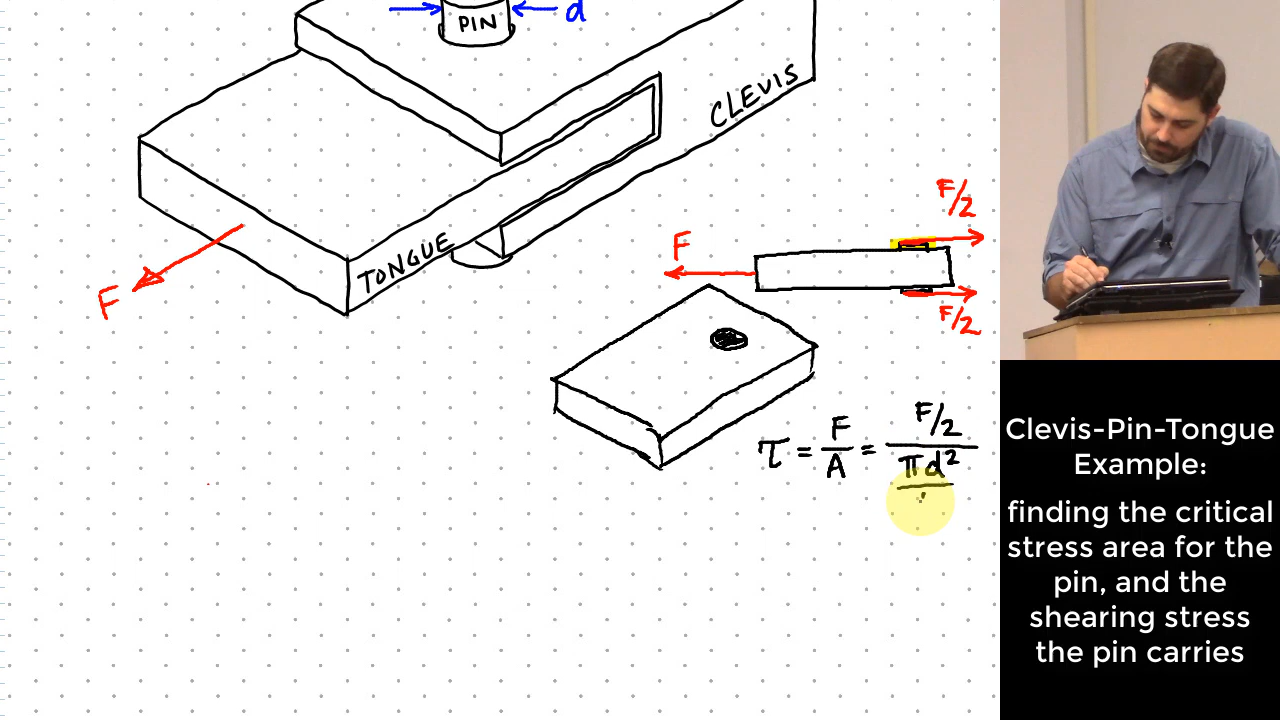 PIN
d
CLEVIS
TONGUE
F
F
F/2
F/2
τ = F/A = F/2 / πd²
Clevis-Pin-Tongue
Example:
finding the critical
stress area for the
pin, and the
shearing stress
the pin carries